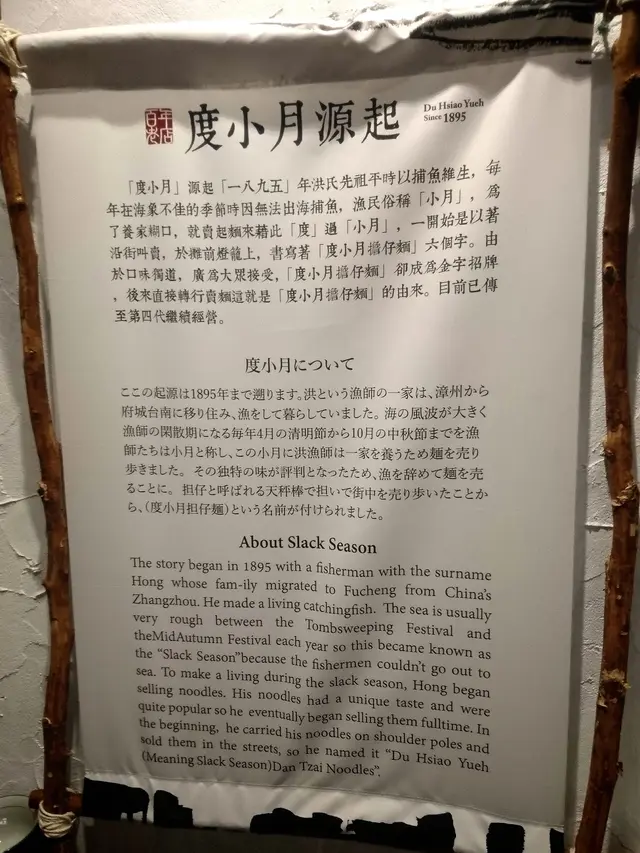 百年老店
度小月源起
Du Hsiao Yueh
Since 1895
「度小月」源起「一八九五」年洪氏先祖平時以捕魚維生，每
年在海象不佳的季節時因無法出海捕魚，漁民俗稱「小月」，為
了養家糊口，就賣起麵來藉此「度」過「小月」，一開始是以著
沿街叫賣，於攤前燈籠上，書寫著「度小月擔仔麵」六個字。由
於口味獨道，廣為大眾接受，「度小月擔仔麵」卻成為金字招牌
，後來直接轉行賣麵這就是「度小月擔仔麵」的由來。目前已傳
至第四代繼續經營。
度小月について
ここの起源は1895年まで遡ります。洪という漁師の一家は、漳州から
府城台南に移り住み、漁をして暮らしていました。海の風波が大きく
漁師の閑散期になる毎年4月の清明節から10月の中秋節までを漁
師たちは小月と称し、この小月に洪漁師は一家を養うため麺を売り
歩きました。 その独特の味が評判となったため、漁を辞めて麺を売
ることに。 担仔と呼ばれる天秤棒で担いで街中を売り歩いたことか
ら、（度小月担仔麺）という名前が付けられました。
About Slack Season
The story began in 1895 with a fisherman with the surname
Hong whose fam-ily migrated to Fucheng from China's
Zhangzhou. He made a living catchingfish. The sea is usually
very rough between the Tombsweeping Festival and
theMidAutumn Festival each year so this became known as
the “Slack Season”because the fishermen couldn't go out to
sea. To make a living during the slack season, Hong began
selling noodles. His noodles had a unique taste and were
quite popular so he eventually began selling them fulltime. In
the beginning, he carried his noodles on shoulder poles and
sold them in the streets, so he named it “Du Hsiao Yueh
(Meaning Slack Season)Dan Tzai Noodles”.